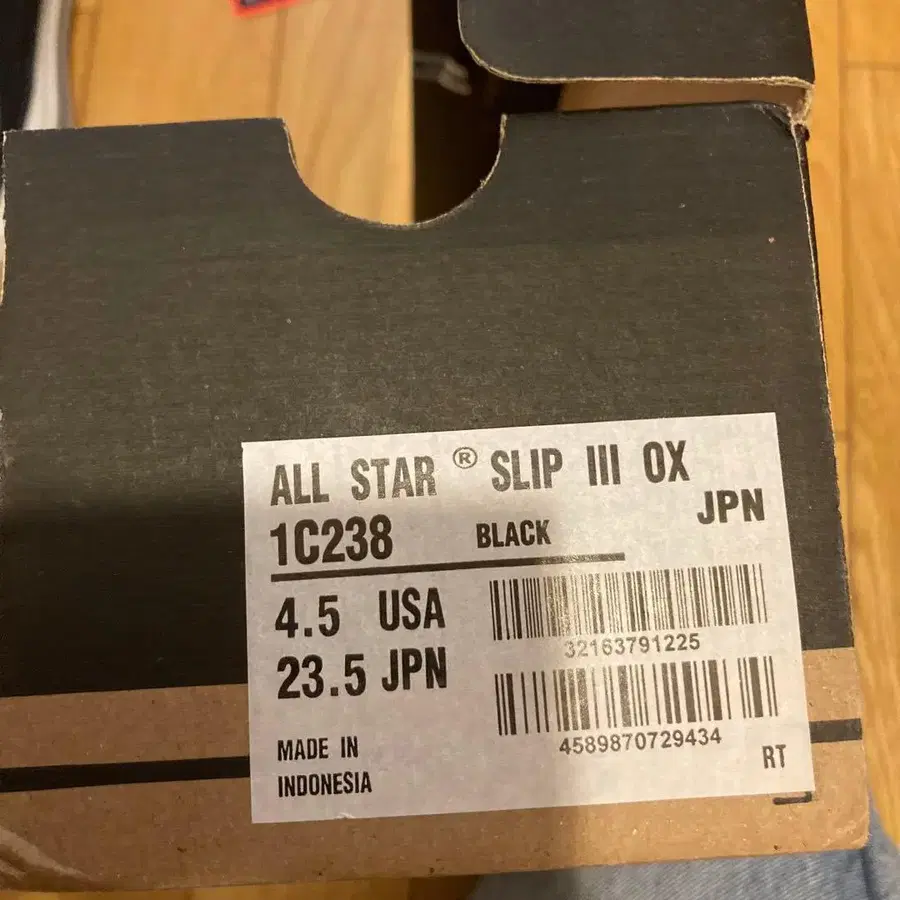 ALL STAR ® SLIP III OX
JPN
1C238 BLACK
4.5 USA
23.5 JPN
32163791225
4589870729434
MADE IN
INDONESIA
RT